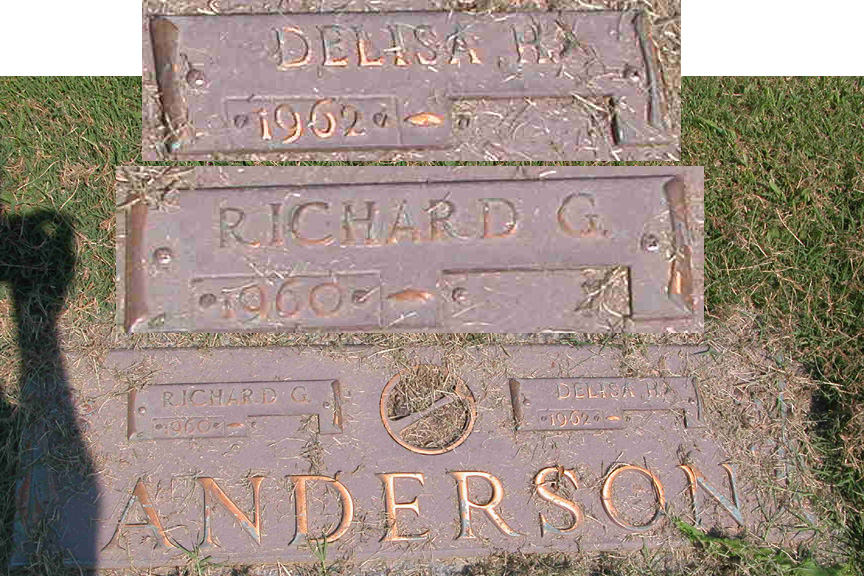 DELISA H.
1962 -
RICHARD G.
1960 -
RICHARD G. DELISA H.
1960 - 1962 -
ANDERSON